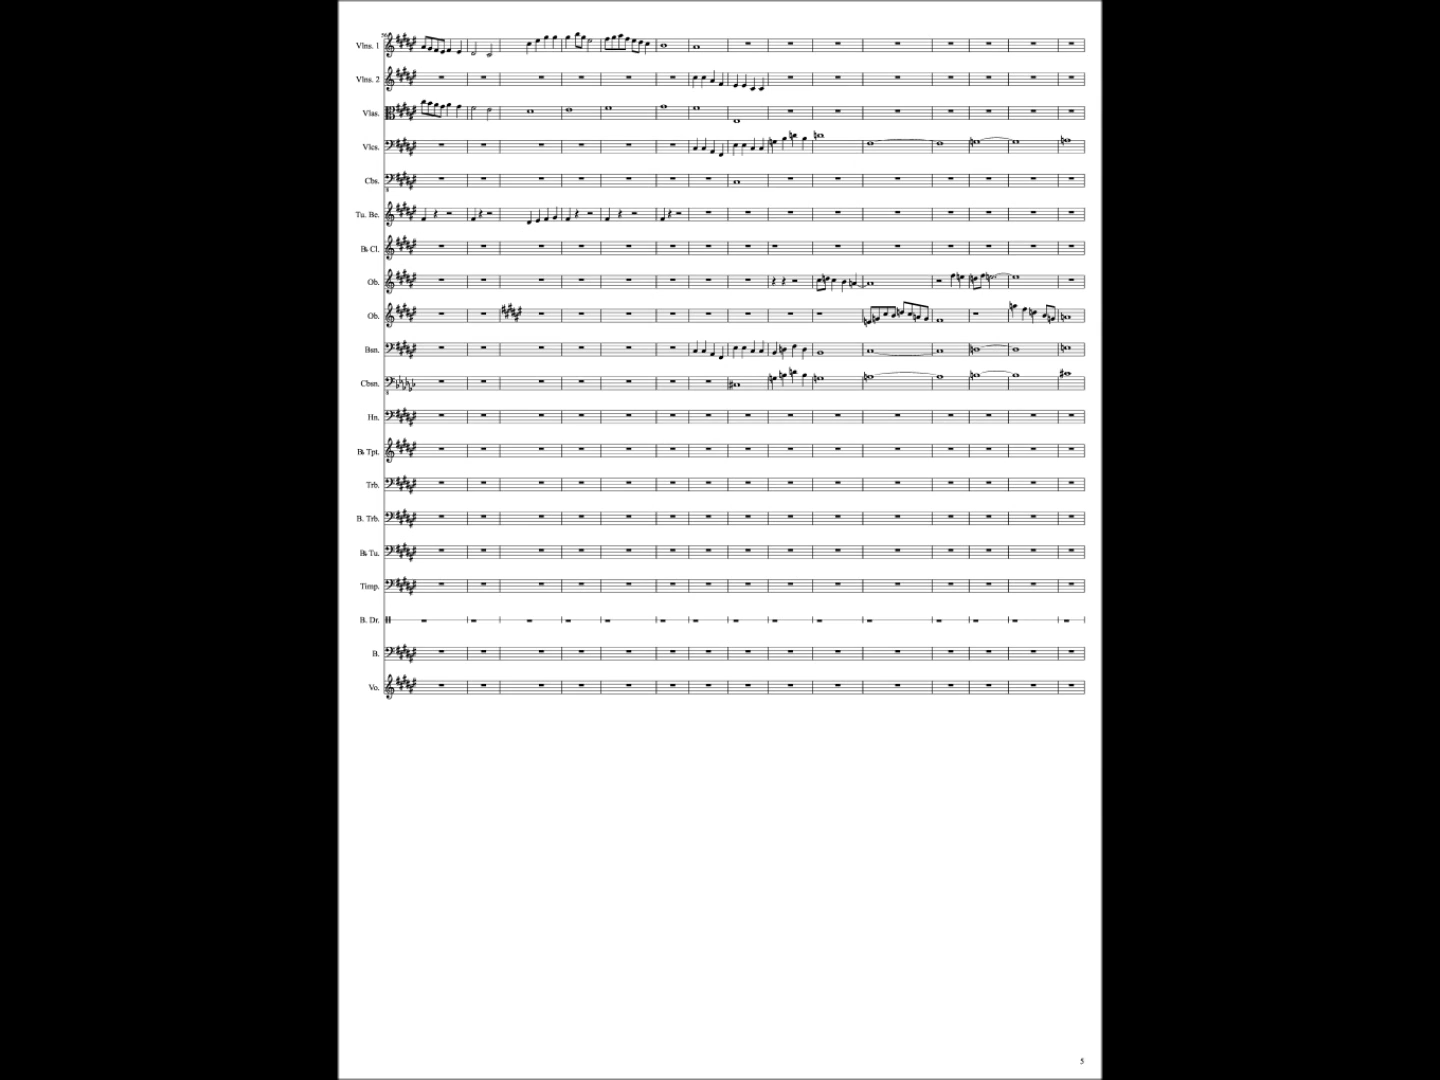 Vlns. 1
Vlns. 2
Vlas.
Vlcs.
Cbs.
Tu. Be.
B♭ Cl.
Ob.
Ob.
Bsn.
Cbsn.
Hn.
B♭ Tpt.
Trb.
B. Trb.
B♭ Tu.
Timp.
B. Dr.
B.
Vo.
5